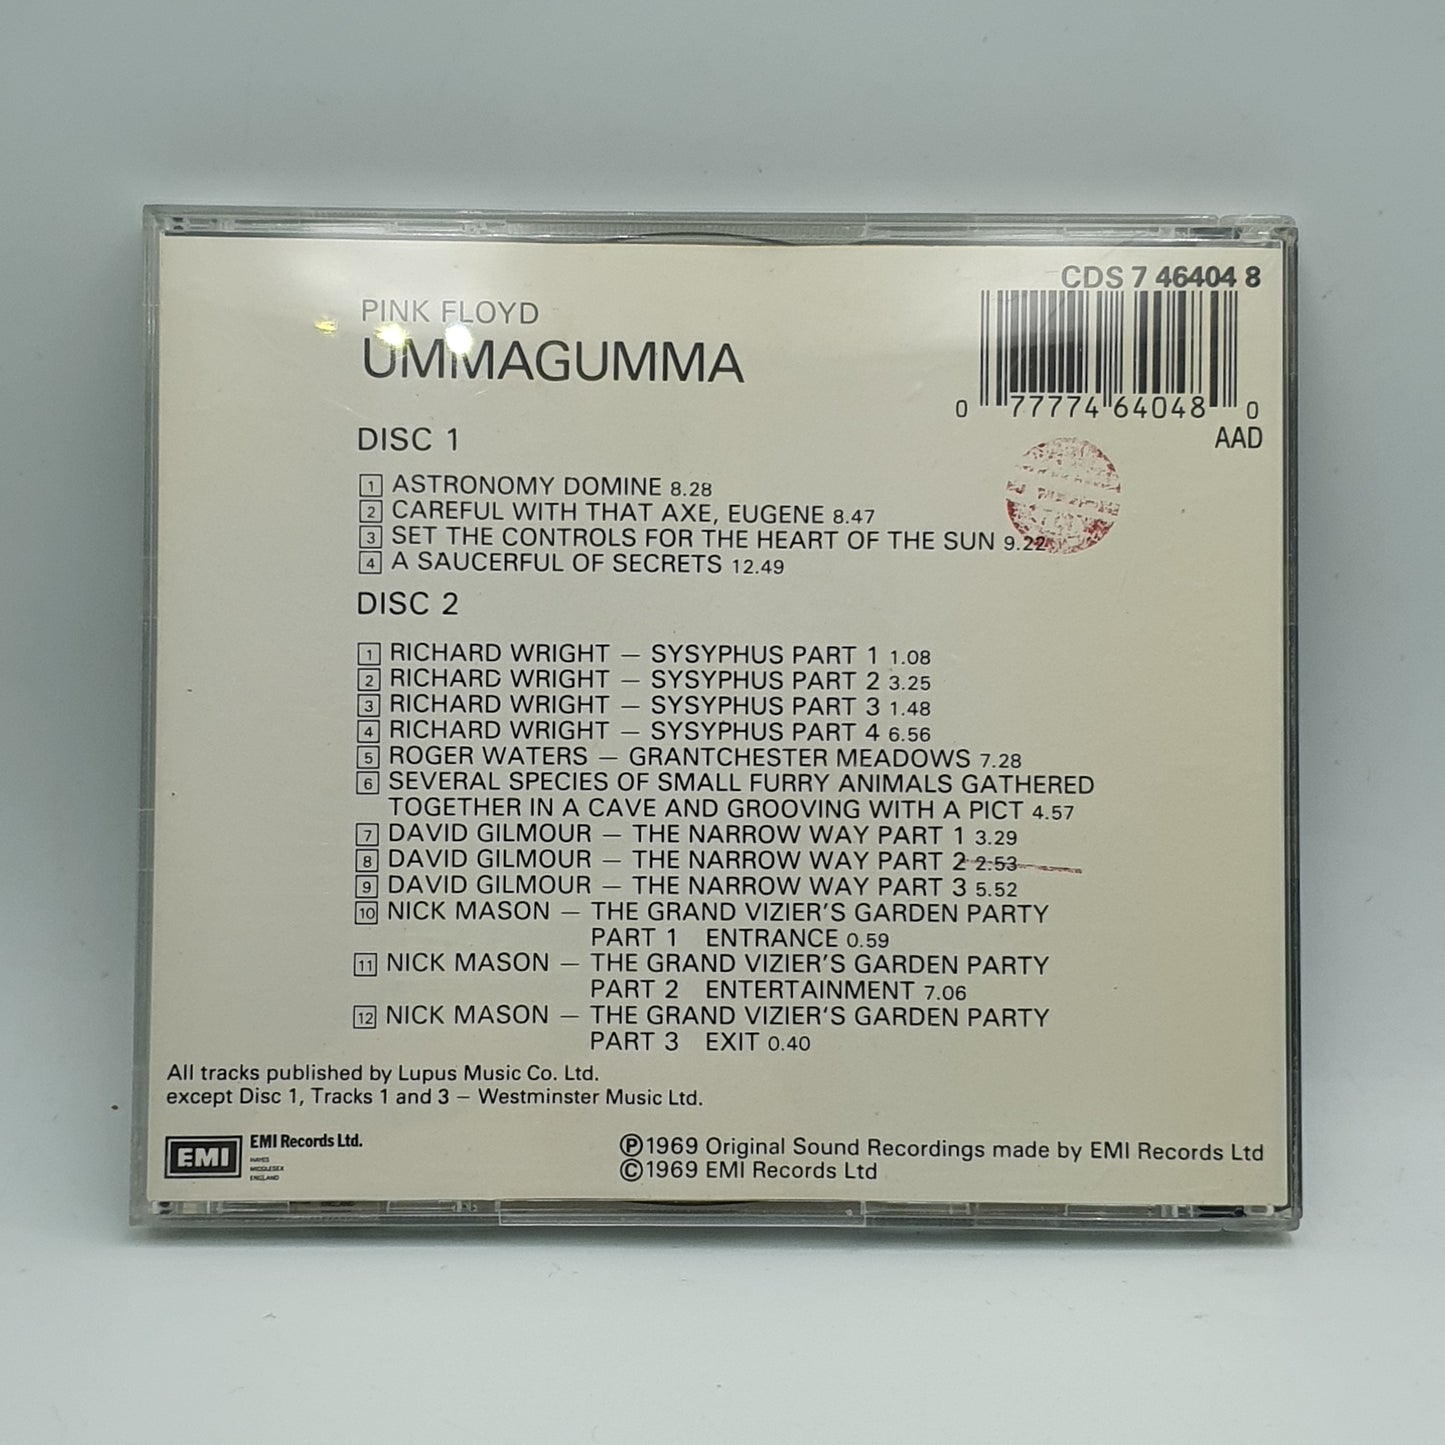 CDS 7 46404 8
PINK FLOYD
UMMAGUMMA
0 77774 64048 0
AAD
DISC 1
1 ASTRONOMY DOMINE 8.28
2 CAREFUL WITH THAT AXE, EUGENE 8.47
3 SET THE CONTROLS FOR THE HEART OF THE SUN 9.22
4 A SAUCERFUL OF SECRETS 12.49
DISC 2
1 RICHARD WRIGHT – SYSYPHUS PART 1 1.08
2 RICHARD WRIGHT – SYSYPHUS PART 2 3.25
3 RICHARD WRIGHT – SYSYPHUS PART 3 1.48
4 RICHARD WRIGHT – SYSYPHUS PART 4 6.56
5 ROGER WATERS – GRANTCHESTER MEADOWS 7.28
6 SEVERAL SPECIES OF SMALL FURRY ANIMALS GATHERED
TOGETHER IN A CAVE AND GROOVING WITH A PICT 4.57
7 DAVID GILMOUR – THE NARROW WAY PART 1 3.29
8 DAVID GILMOUR – THE NARROW WAY PART 2 2.53
9 DAVID GILMOUR – THE NARROW WAY PART 3 5.52
10 NICK MASON – THE GRAND VIZIER'S GARDEN PARTY
PART 1 ENTRANCE 0.59
11 NICK MASON – THE GRAND VIZIER'S GARDEN PARTY
PART 2 ENTERTAINMENT 7.06
12 NICK MASON – THE GRAND VIZIER'S GARDEN PARTY
PART 3 EXIT 0.40
All tracks published by Lupus Music Co. Ltd.
except Disc 1, Tracks 1 and 3 – Westminster Music Ltd.
EMI
EMI Records Ltd.
HAYES
MIDDLESEX
ENGLAND
℗1969 Original Sound Recordings made by EMI Records Ltd
©1969 EMI Records Ltd